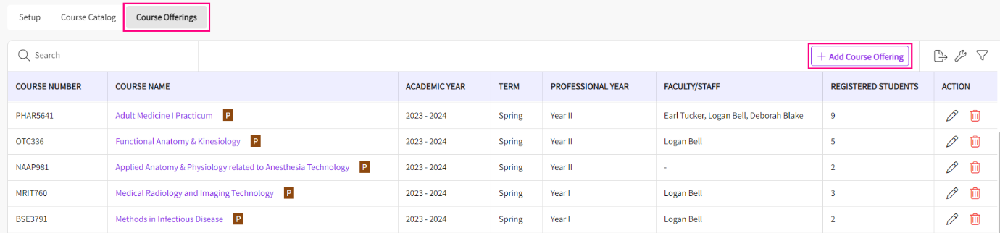 Setup Course Catalog Course Offerings
Search + Add Course Offering
COURSE NUMBER COURSE NAME ACADEMIC YEAR TERM PROFESSIONAL YEAR FACULTY/STAFF REGISTERED STUDENTS ACTION
PHAR5641 Adult Medicine I Practicum P 2023 - 2024 Spring Year II Earl Tucker, Logan Bell, Deborah Blake 9
OTC336 Functional Anatomy & Kinesiology P 2023 - 2024 Spring Year II Logan Bell 5
NAAP981 Applied Anatomy & Physiology related to Anesthesia Technology P 2023 - 2024 Spring Year II - 2
MRIT760 Medical Radiology and Imaging Technology P 2023 - 2024 Spring Year I Logan Bell 3
BSE3791 Methods in Infectious Disease P 2023 - 2024 Spring Year I Logan Bell 2